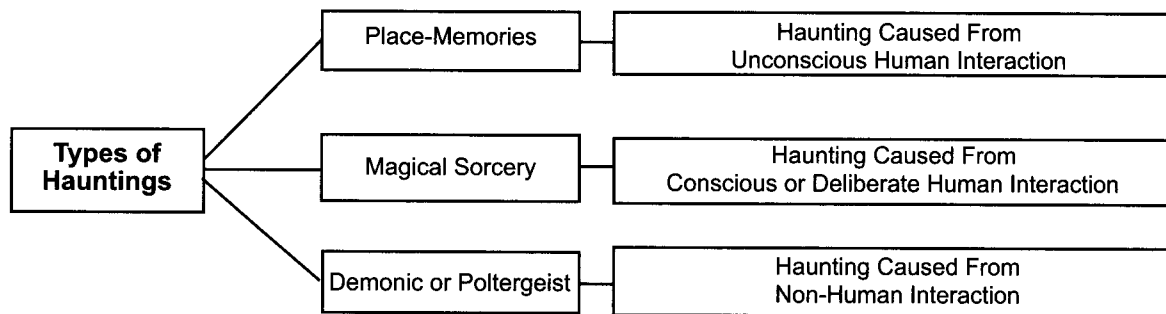 Types of
Hauntings
Place-Memories
Haunting Caused From
Unconscious Human Interaction
Magical Sorcery
Haunting Caused From
Conscious or Deliberate Human Interaction
Demonic or Poltergeist
Haunting Caused From
Non-Human Interaction